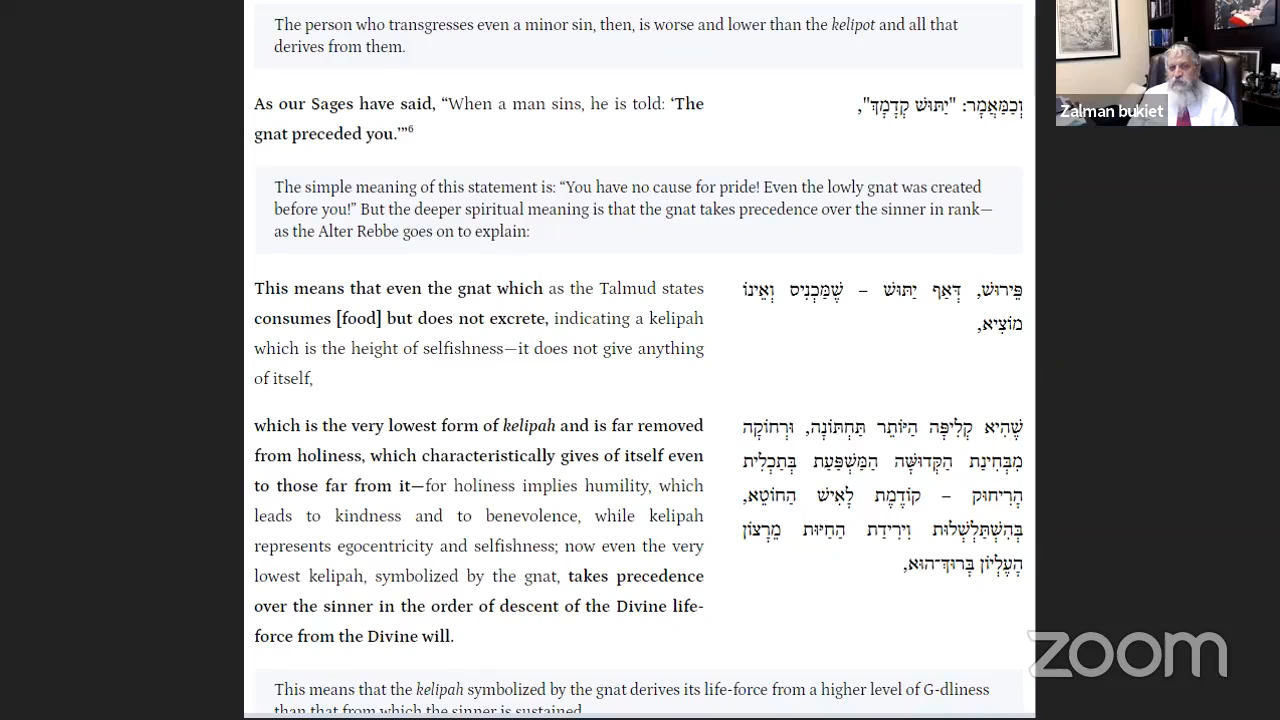 The person who transgresses even a minor sin, then, is worse and lower than the kelipot and all that
derives from them.
As our Sages have said, “When a man sins, he is told: ‘The
gnat preceded you.’”6
וְכַמַּאֲמָר: "יַתּוּשׁ קְדָמָךְ",
The simple meaning of this statement is: “You have no cause for pride! Even the lowly gnat was created
before you!” But the deeper spiritual meaning is that the gnat takes precedence over the sinner in rank—
as the Alter Rebbe goes on to explain:
This means that even the gnat which as the Talmud states
consumes [food] but does not excrete, indicating a kelipah
which is the height of selfishness—it does not give anything
of itself,
פֵּירוּשׁ, דְּאַף יַתּוּשׁ – שֶׁמַּכְנִיס וְאֵינוֹ
מוֹצִיא,
which is the very lowest form of kelipah and is far removed
from holiness, which characteristically gives of itself even
to those far from it—for holiness implies humility, which
leads to kindness and to benevolence, while kelipah
represents egocentricity and selfishness; now even the very
lowest kelipah, symbolized by the gnat, takes precedence
over the sinner in the order of descent of the Divine life-
force from the Divine will.
שֶׁהִיא קְלִיפָּה הַיּוֹתֵר תַּחְתּוֹנָה, וּרְחוֹקָה
מִבְּחִינַת הַקְּדוּשָּׁה הַמַּשְׁפַּעַת בְּתַכְלִית
הָרִיחוּק – קוֹדֶמֶת לָאִישׁ הַחוֹטֵא,
בְּהִשְׁתַּלְשְׁלוּת וִירִידַת הַחַיּוּת מֵרָצוֹן
הָעֶלְיוֹן בָּרוּךְ־הוּא,
This means that the kelipah symbolized by the gnat derives its life-force from a higher level of G-dliness
than that from which the sinner is sustained.
Zalman bukiet
zoom